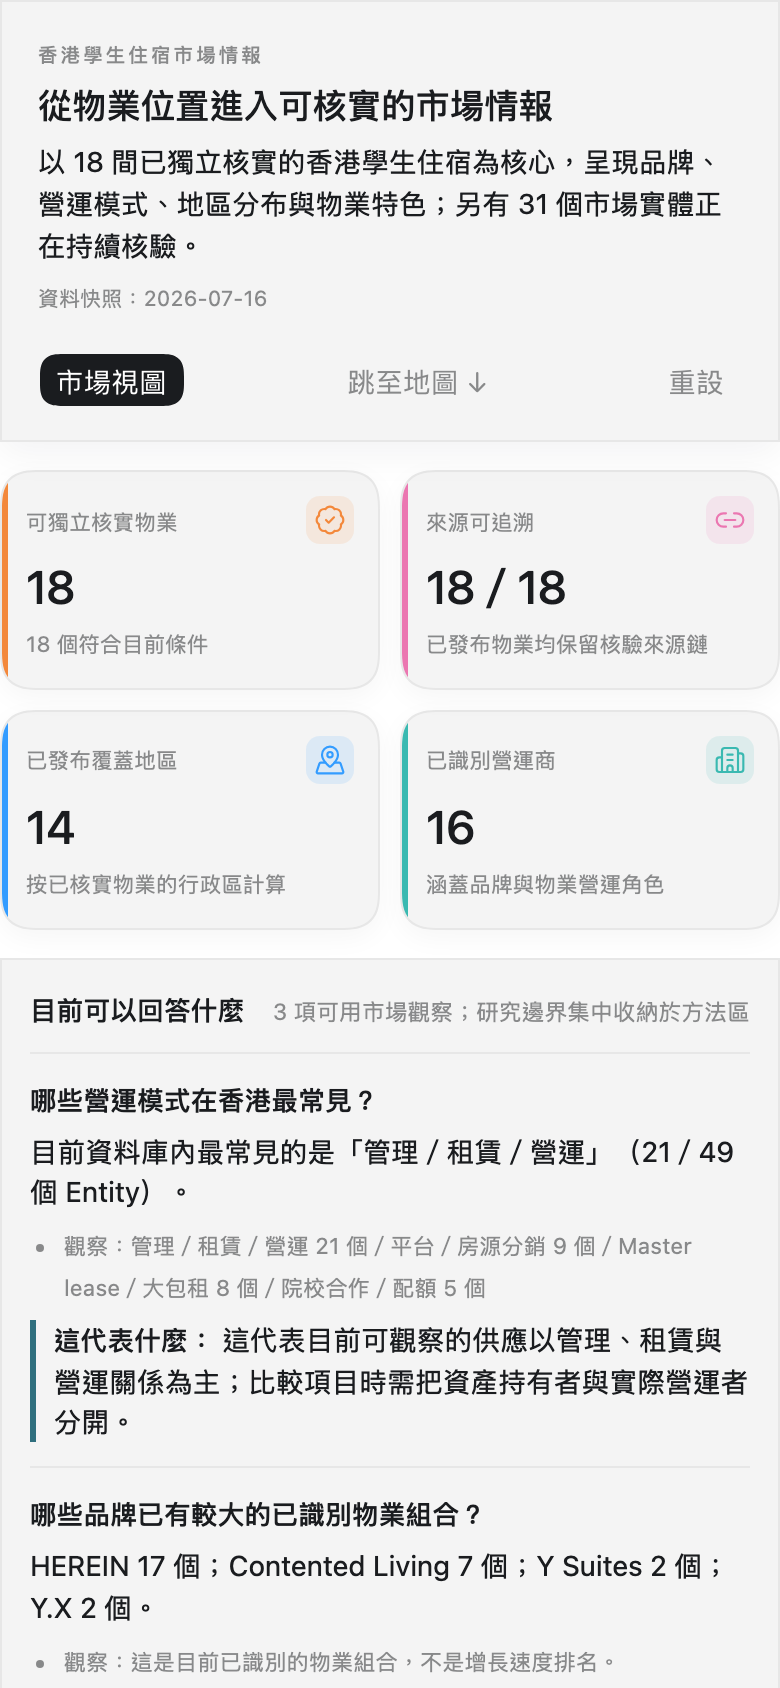 香港學生住宿市場情報
從物業位置進入可核實的市場情報
以 18 間已獨立核實的香港學生住宿為核心，呈現品牌、
營運模式、地區分布與物業特色；另有 31 個市場實體正
在持續核驗。
資料快照：2026-07-16
市場視圖
跳至地圖 ↓
重設
可獨立核實物業
18
18 個符合目前條件
來源可追溯
18 / 18
已發布物業均保留核驗來源鏈
已發布覆蓋地區
14
按已核實物業的行政區計算
已識別營運商
16
涵蓋品牌與物業營運角色
目前可以回答什麼
3 項可用市場觀察；研究邊界集中收納於方法區
哪些營運模式在香港最常見？
目前資料庫內最常見的是「管理 / 租賃 / 營運」（21 / 49
個 Entity）。
• 觀察：管理 / 租賃 / 營運 21 個 / 平台 / 房源分銷 9 個 / Master
lease / 大包租 8 個 / 院校合作 / 配額 5 個
這代表什麼： 這代表目前可觀察的供應以管理、租賃與
營運關係為主；比較項目時需把資產持有者與實際營運者
分開。
哪些品牌已有較大的已識別物業組合？
HEREIN 17 個；Contented Living 7 個；Y Suites 2 個；
Y.X 2 個。
• 觀察：這是目前已識別的物業組合，不是增長速度排名。